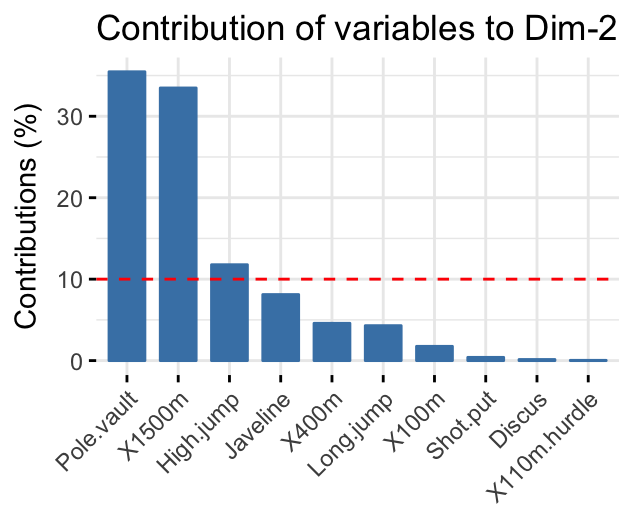 Contribution of variables to Dim-2
Contributions (%)
30
20
10
0
Pole.vault
X1500m
High.jump
Javeline
X400m
Long.jump
X100m
Shot.put
Discus
X110m.hurdle